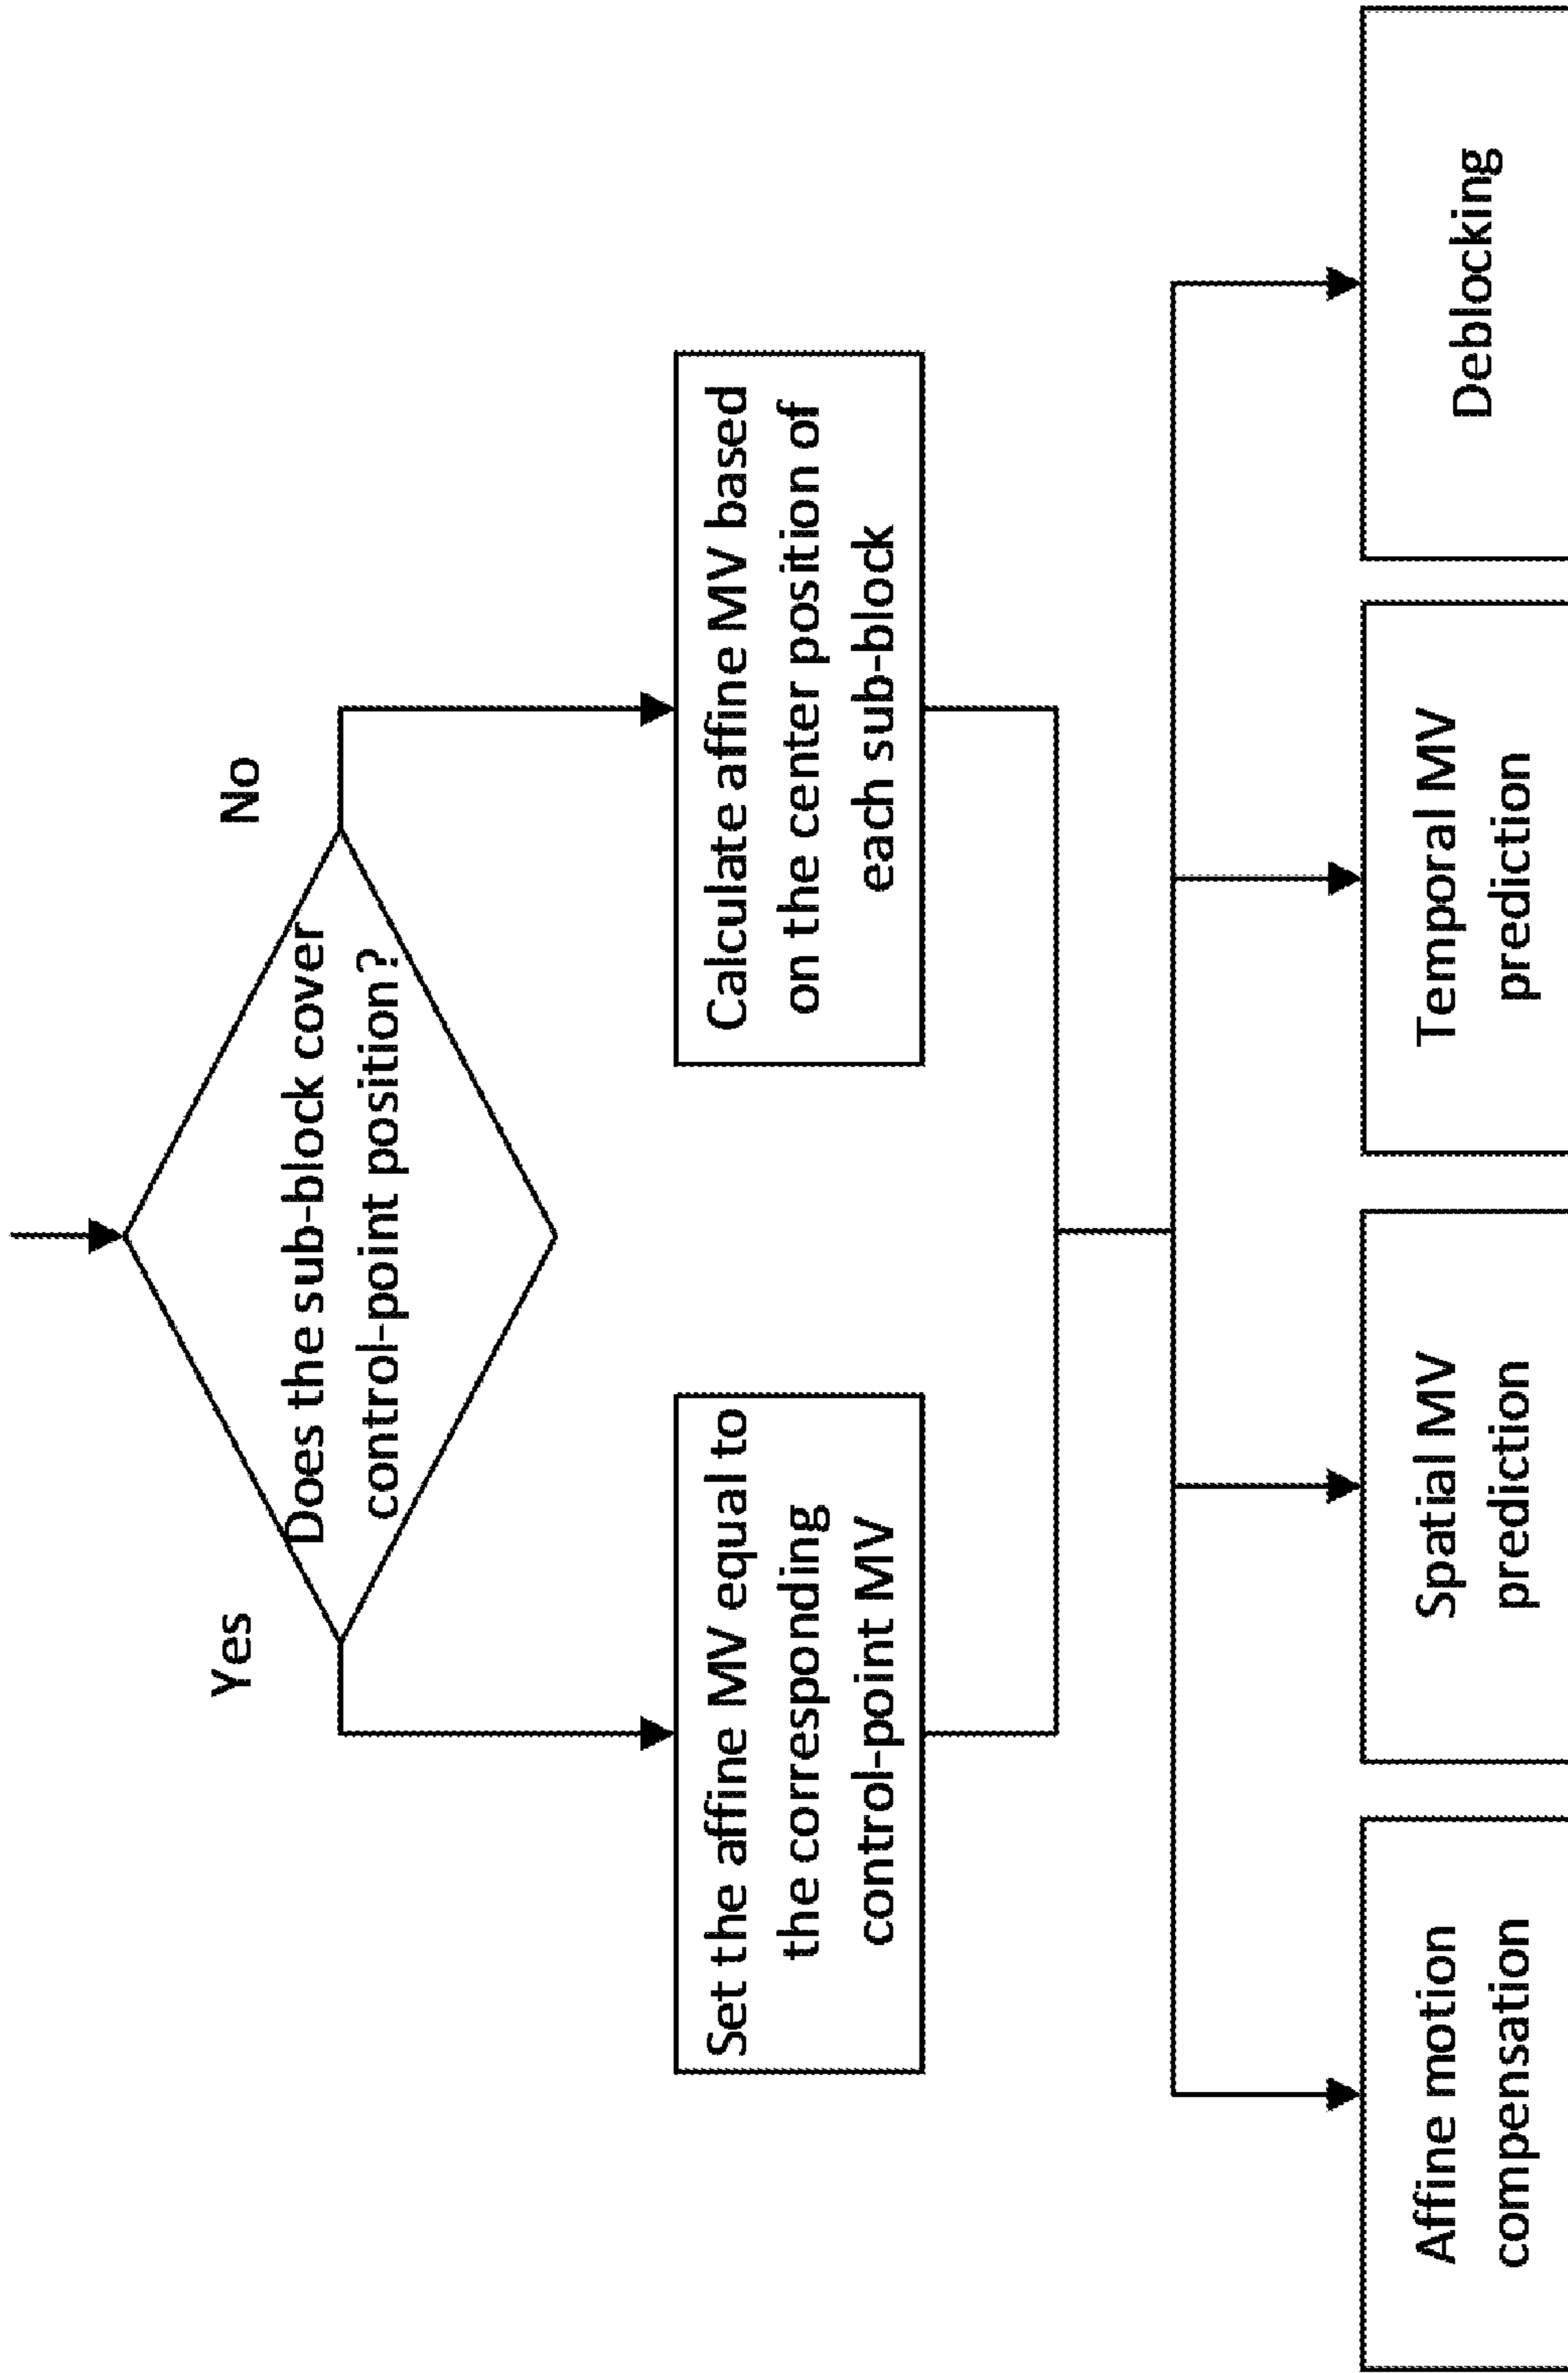 Does the sub-block cover
control-point position?
Yes
No
Set the affine MV equal to
the corresponding
control-point MV
Calculate affine MV based
on the center position of
each sub-block
Affine motion
compensation
Spatial MV
prediction
Temporal MV
prediction
Deblocking